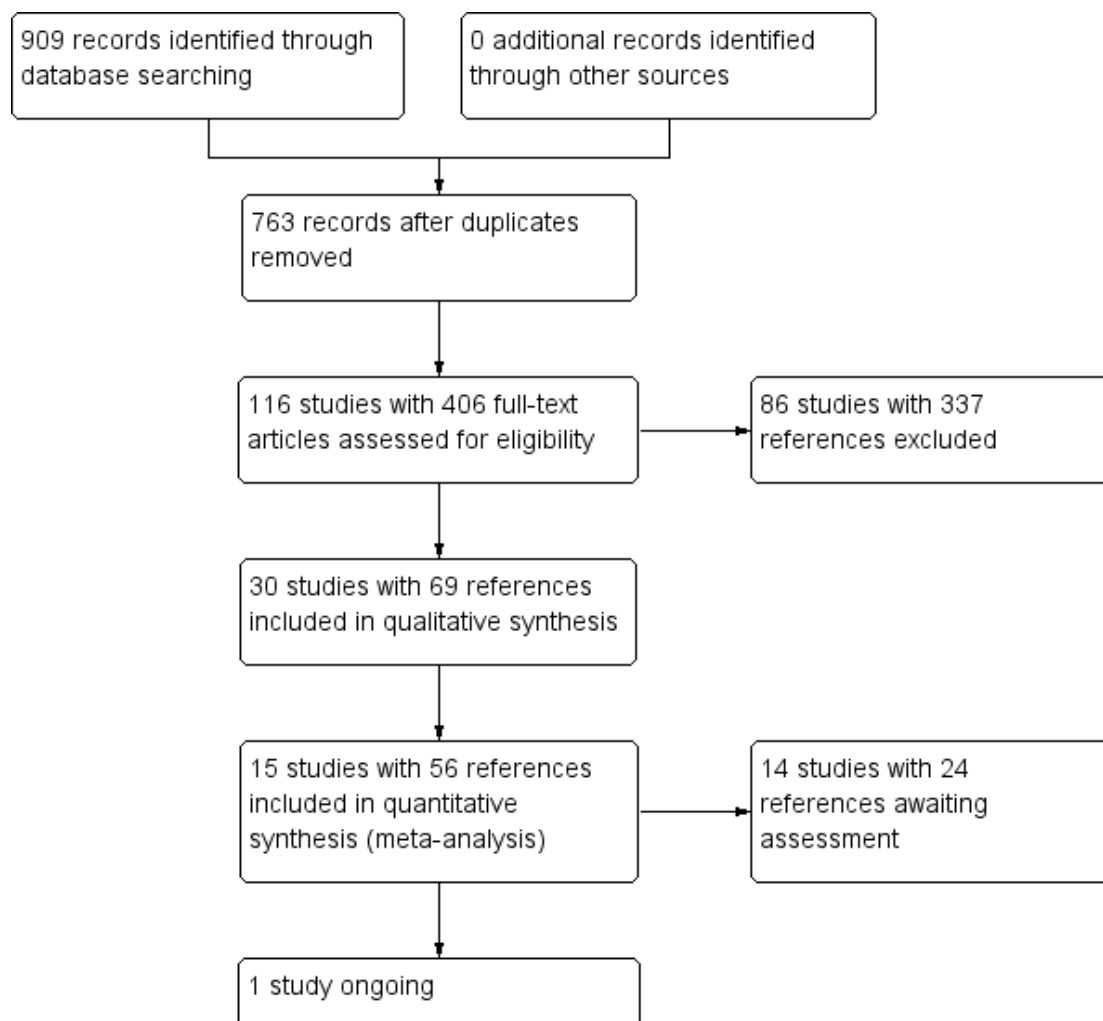 909 records identified through
database searching
0 additional records identified
through other sources
763 records after duplicates
removed
116 studies with 406 full-text
articles assessed for eligibility
86 studies with 337
references excluded
30 studies with 69 references
included in qualitative synthesis
15 studies with 56 references
included in quantitative
synthesis (meta-analysis)
14 studies with 24
references awaiting
assessment
1 study ongoing